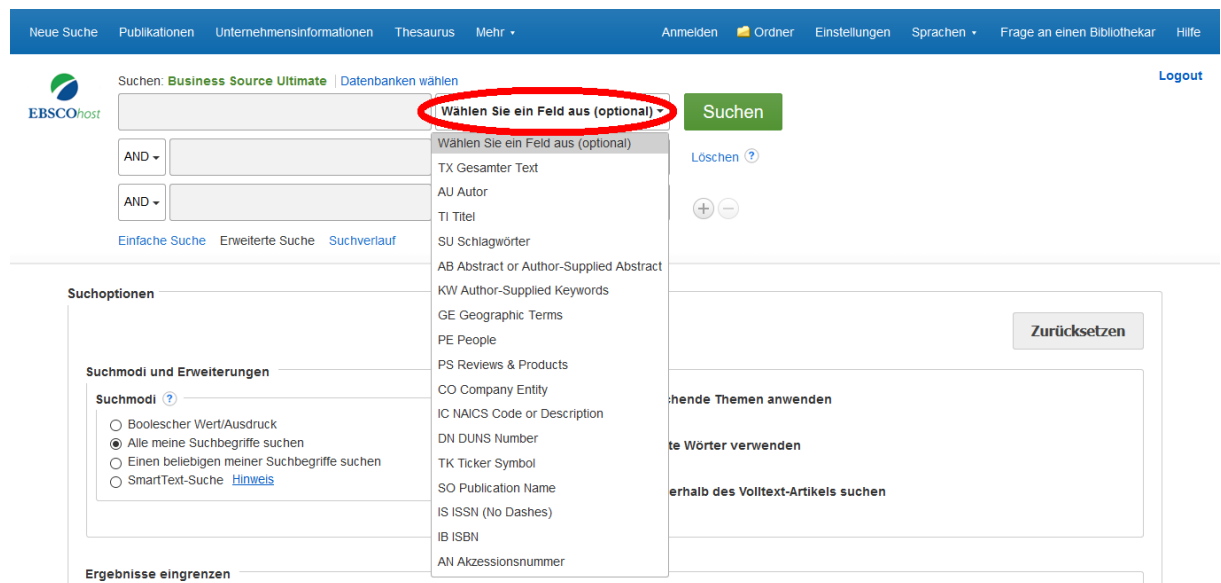 Neue Suche Publikationen Unternehmensinformationen Thesaurus Mehr Anmelden Ordner Einstellungen Sprachen Frage an einen Bibliothekar Hilfe
Logout
EBSCOhost
Suchen: Business Source Ultimate Datenbanken wählen
Wählen Sie ein Feld aus (optional) Suchen
AND Löschen ?
AND
Einfache Suche Erweiterte Suche Suchverlauf
Wählen Sie ein Feld aus (optional)
TX Gesamter Text
AU Autor
TI Titel
SU Schlagwörter
AB Abstract or Author-Supplied Abstract
KW Author-Supplied Keywords
GE Geographic Terms
PE People
PS Reviews & Products
CO Company Entity
IC NAICS Code or Description
DN DUNS Number
TK Ticker Symbol
SO Publication Name
IS ISSN (No Dashes)
IB ISBN
AN Akzessionsnummer
Suchoptionen
Zurücksetzen
Suchmodi und Erweiterungen
Suchmodi ?
Boolescher Wert/Ausdruck
Alle meine Suchbegriffe suchen
Einen beliebigen meiner Suchbegriffe suchen
SmartText-Suche Hinweis
Themen anwenden
Wörter verwenden
des Volltext-Artikels suchen
Ergebnisse eingrenzen